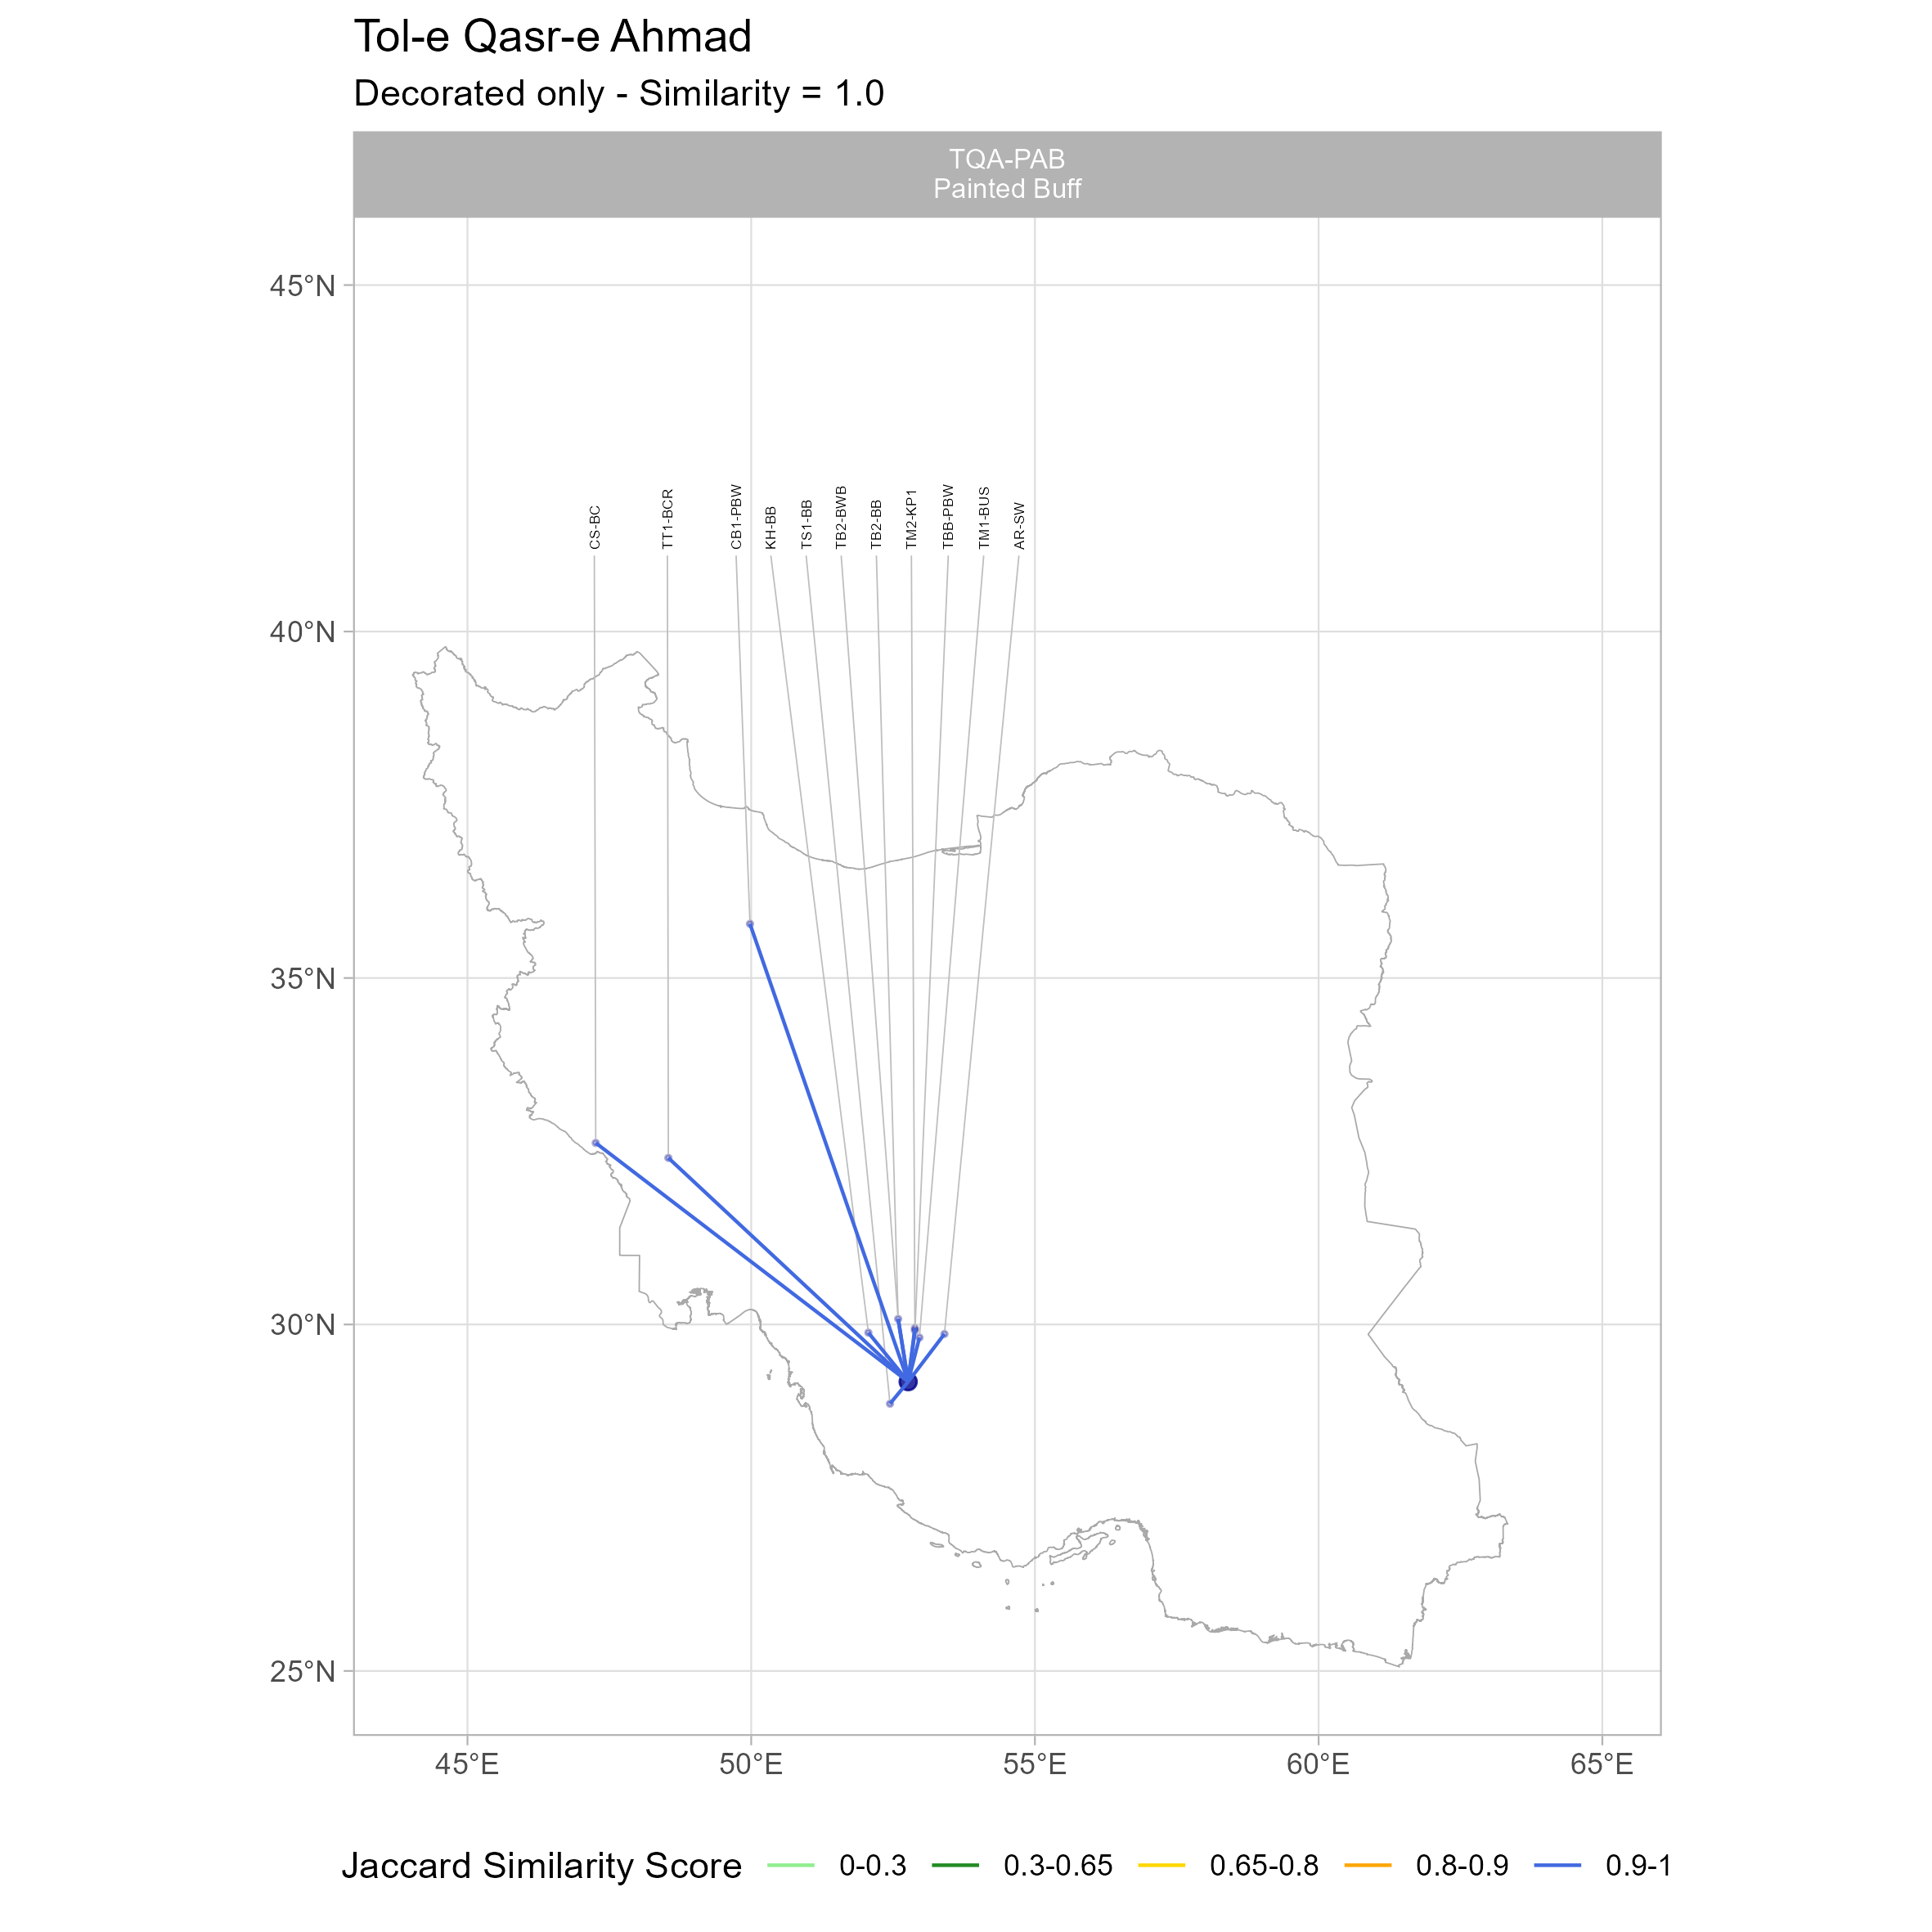 Tol-e Qasr-e Ahmad
Decorated only - Similarity = 1.0
TQA-PAB
Painted Buff
45°N
CS-BC
TT1-BCR
CB1-PBW
KH-BB
TS1-BB
TB2-BWB
TB2-BB
TM2-KP1
TBB-PBW
TM1-BUS
AR-SW
40°N
35°N
30°N
25°N
45°E 50°E 55°E 60°E 65°E
Jaccard Similarity Score 0-0.3 0.3-0.65 0.65-0.8 0.8-0.9 0.9-1